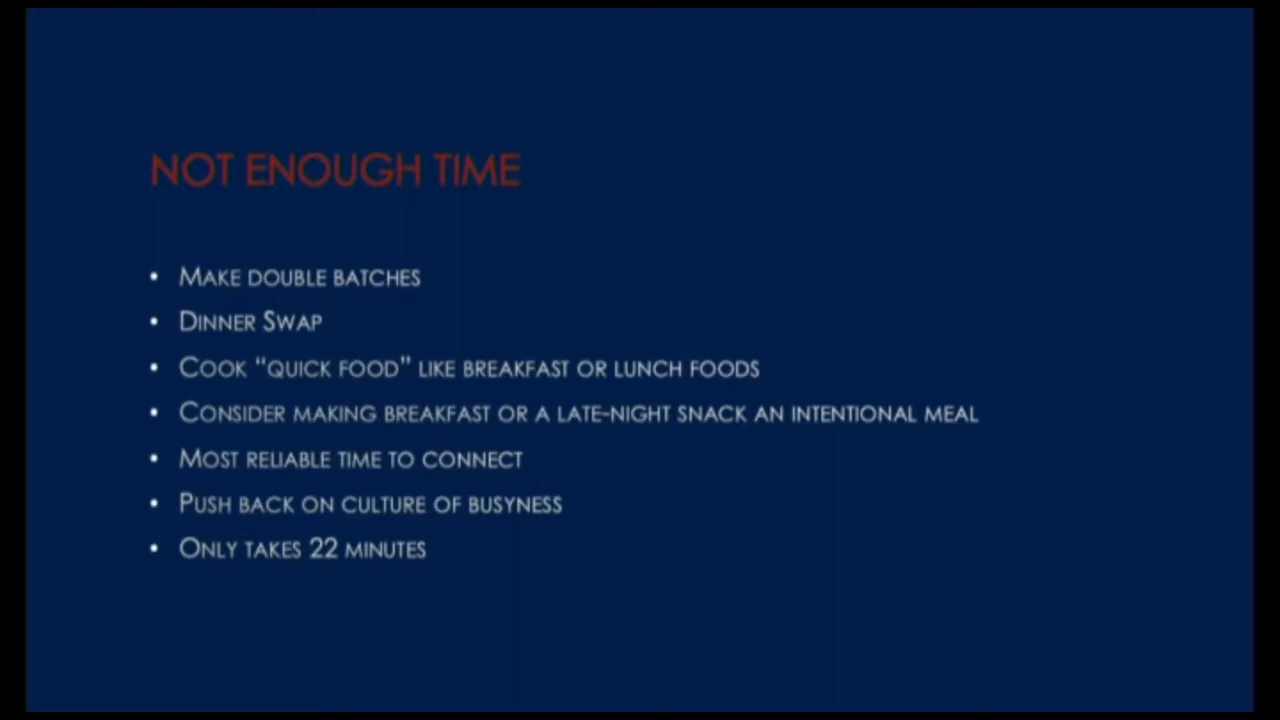 NOT ENOUGH TIME
• MAKE DOUBLE BATCHES
• DINNER SWAP
• COOK “QUICK FOOD” LIKE BREAKFAST OR LUNCH FOODS
• CONSIDER MAKING BREAKFAST OR A LATE-NIGHT SNACK AN INTENTIONAL MEAL
• MOST RELIABLE TIME TO CONNECT
• PUSH BACK ON CULTURE OF BUSYNESS
• ONLY TAKES 22 MINUTES